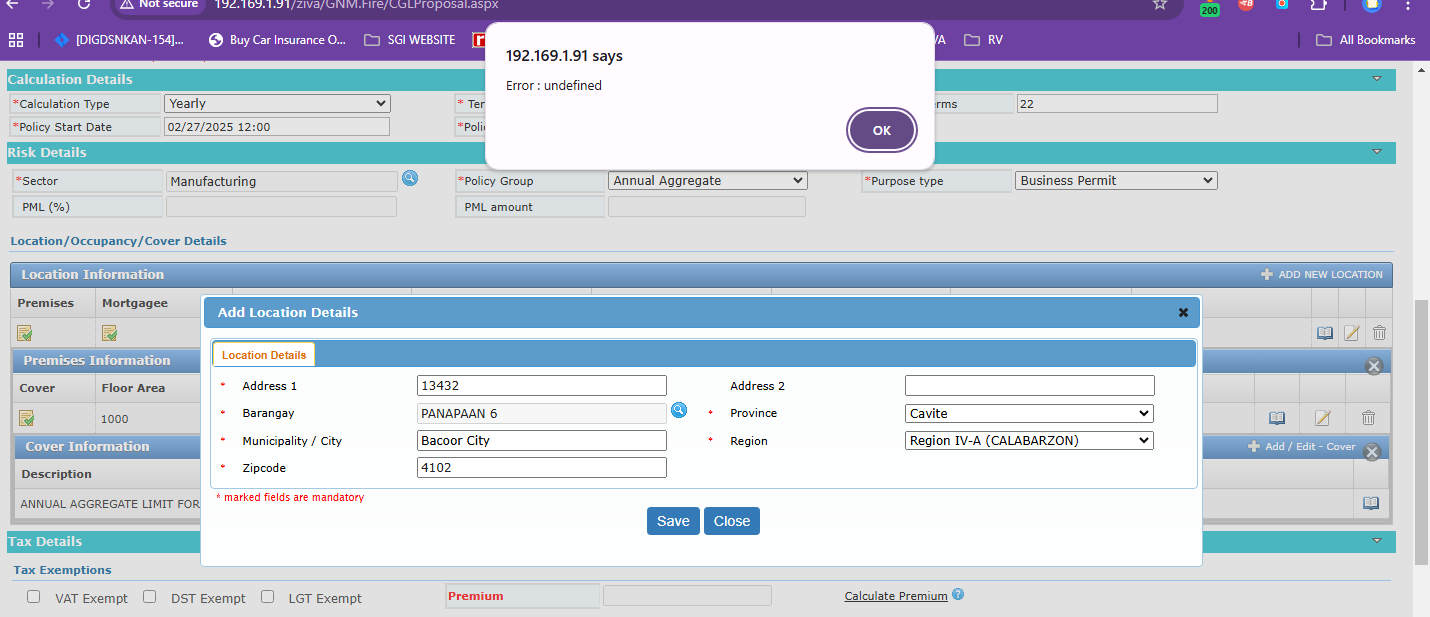 Not secure 192.169.1.91/ziva/GNM.Fire/CGLProposal.aspx
200
[DIGDSNKAN-154]... Buy Car Insurance O... SGI WEBSITE RV All Bookmarks
192.169.1.91 says
Error : undefined
OK
Calculation Details
*Calculation Type Yearly 22
*Policy Start Date 02/27/2025 12:00
Risk Details
*Sector Manufacturing *Policy Group Annual Aggregate *Purpose type Business Permit
PML (%) PML amount
Location/Occupancy/Cover Details
Location Information ADD NEW LOCATION
Premises Mortgagee
Add Location Details
Location Details
* Address 1 13432 Address 2
* Barangay PANAPAAN 6 * Province Cavite
* Municipality / City Bacoor City * Region Region IV-A (CALABARZON)
* Zipcode 4102
* marked fields are mandatory
Save Close
Premises Information
Cover Floor Area
1000
Cover Information Add / Edit - Cover
Description
ANNUAL AGGREGATE LIMIT FOR
Tax Details
Tax Exemptions
VAT Exempt DST Exempt LGT Exempt Premium Calculate Premium